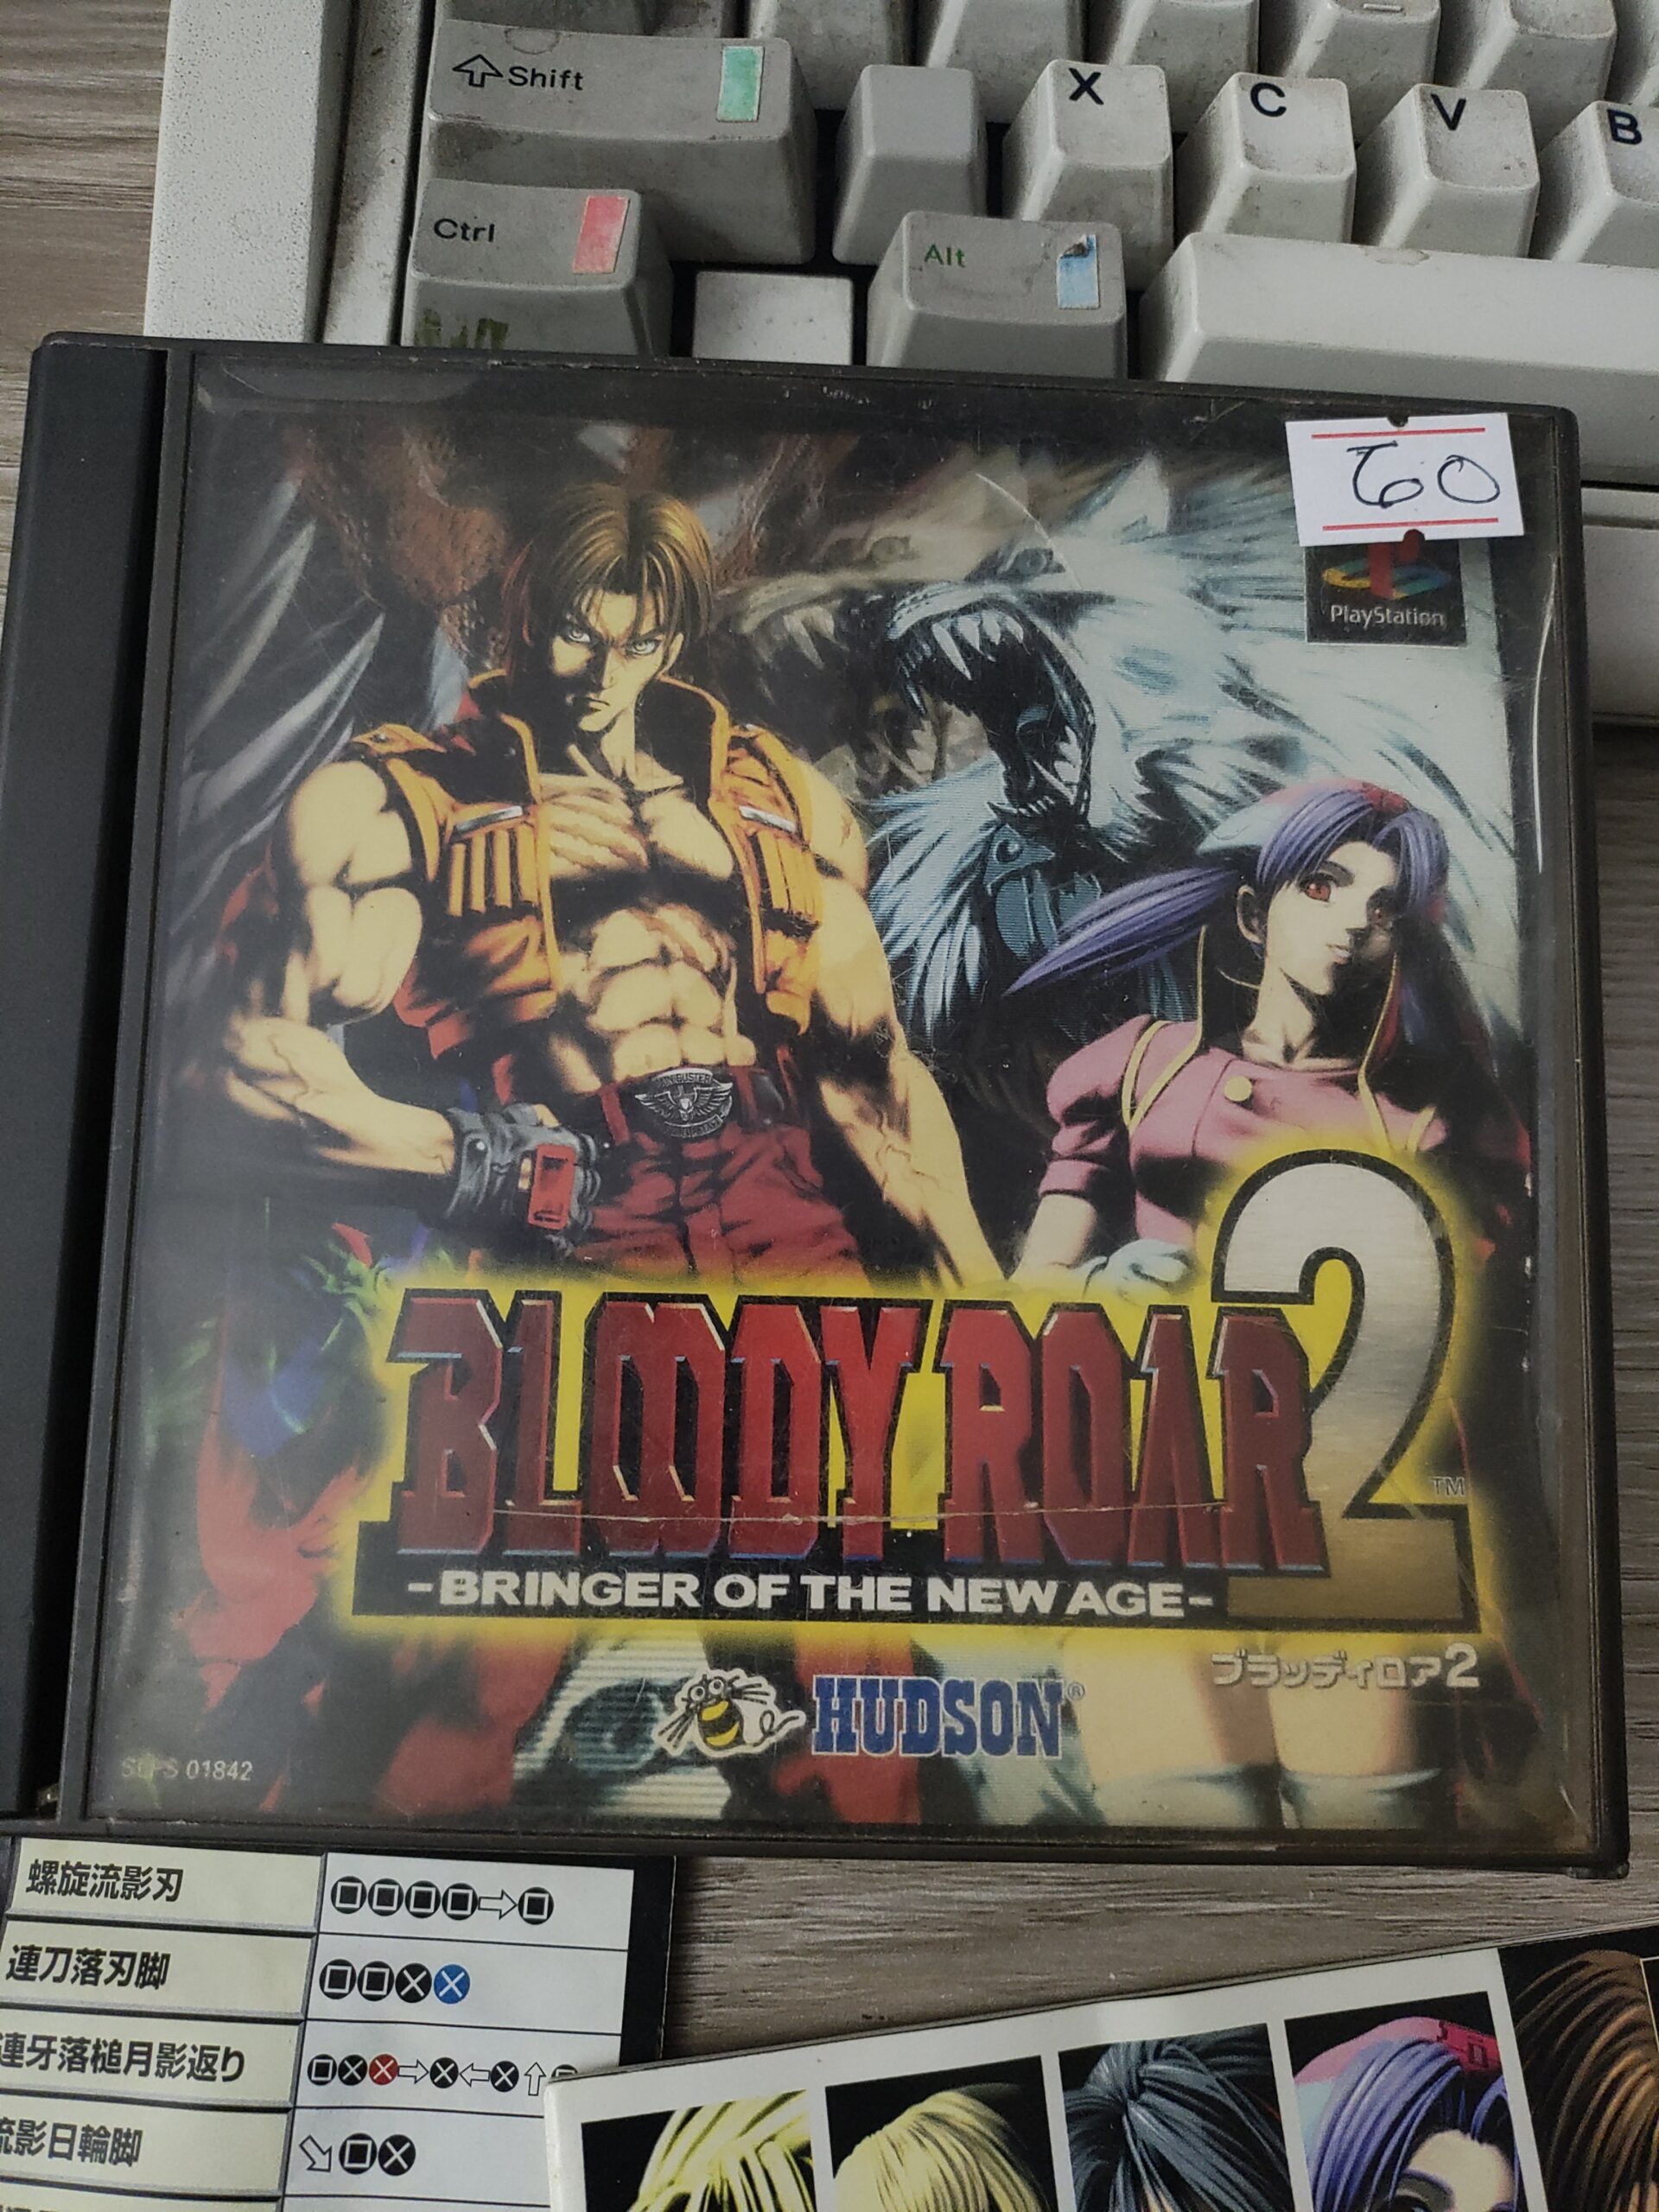 Shift
X
C
V
B
Ctrl
Alt
60
PlayStation
BLOODY ROAR 2
TM
-BRINGER OF THE NEW AGE-
ブラッディロア2
HUDSON®
SLPS 01842
螺旋流影刃
連刀落刃脚
連牙落槌月影返り
流影日輪脚